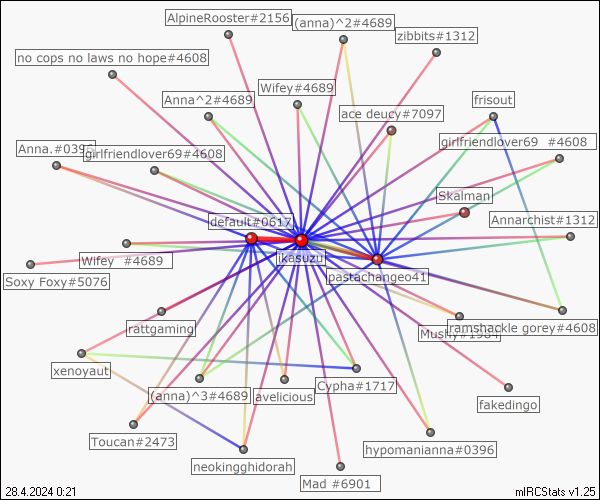 AlpineRooster#2156
(anna)^2#4689
zibbits#1312
no cops no laws no hope#4608
Wifey#4689
frisout
Anna^2#4689
ace deucy#7097
girlfriendlover69 #4608
Anna.#0396
girlfriendlover69#4608
Skalman
default#0617
Annarchist#1312
ikasuzu
Wifey #4689
pastachangeo41
Soxy Foxy#5076
rattgaming
Mushy#1984
ramshackle gorey#4608
xenoyaut
Cypha#1717
(anna)^3#4689
avelicious
fakedingo
Toucan#2473
hypomanianna#0396
neokingghidorah
Mad #6901
28.4.2024 0:21
mIRCStats v1.25